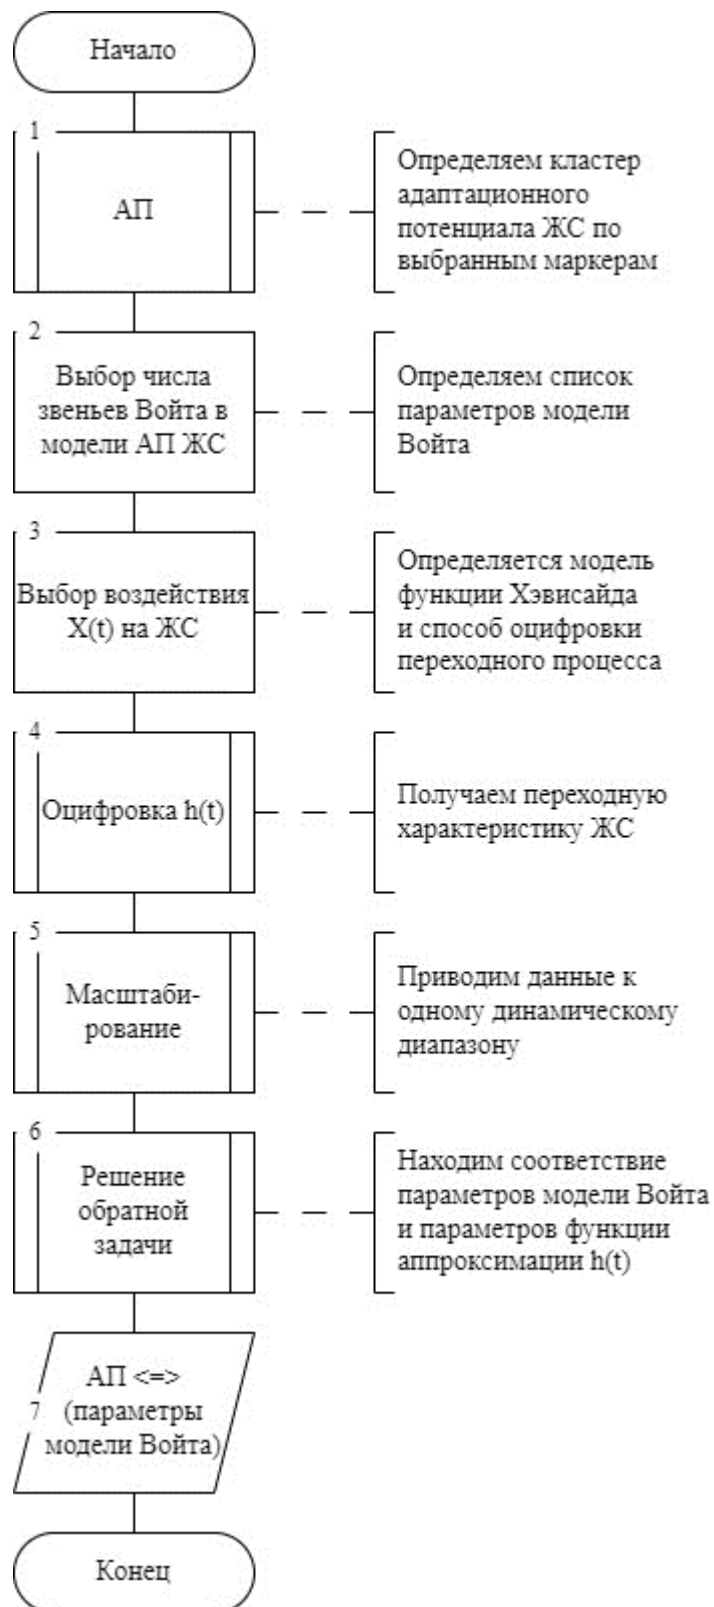 Начало
1
АП
Определяем кластер
адаптационного
потенциала ЖС по
выбранным маркерам
2
Выбор числа
звеньев Войта в
модели АП ЖС
Определяем список
параметров модели
Войта
3
Выбор воздействия
X(t) на ЖС
Определяется модель
функции Хэвисайда
и способ оцифровки
переходного процесса
4
Оцифровка h(t)
Получаем переходную
характеристику ЖС
5
Масштаби-
рование
Приводим данные к
одному динамическому
диапазону
6
Решение
обратной
задачи
Находим соответствие
параметров модели Войта
и параметров функции
аппроксимации h(t)
АП <=>
7 (параметры
модели Войта)
Конец